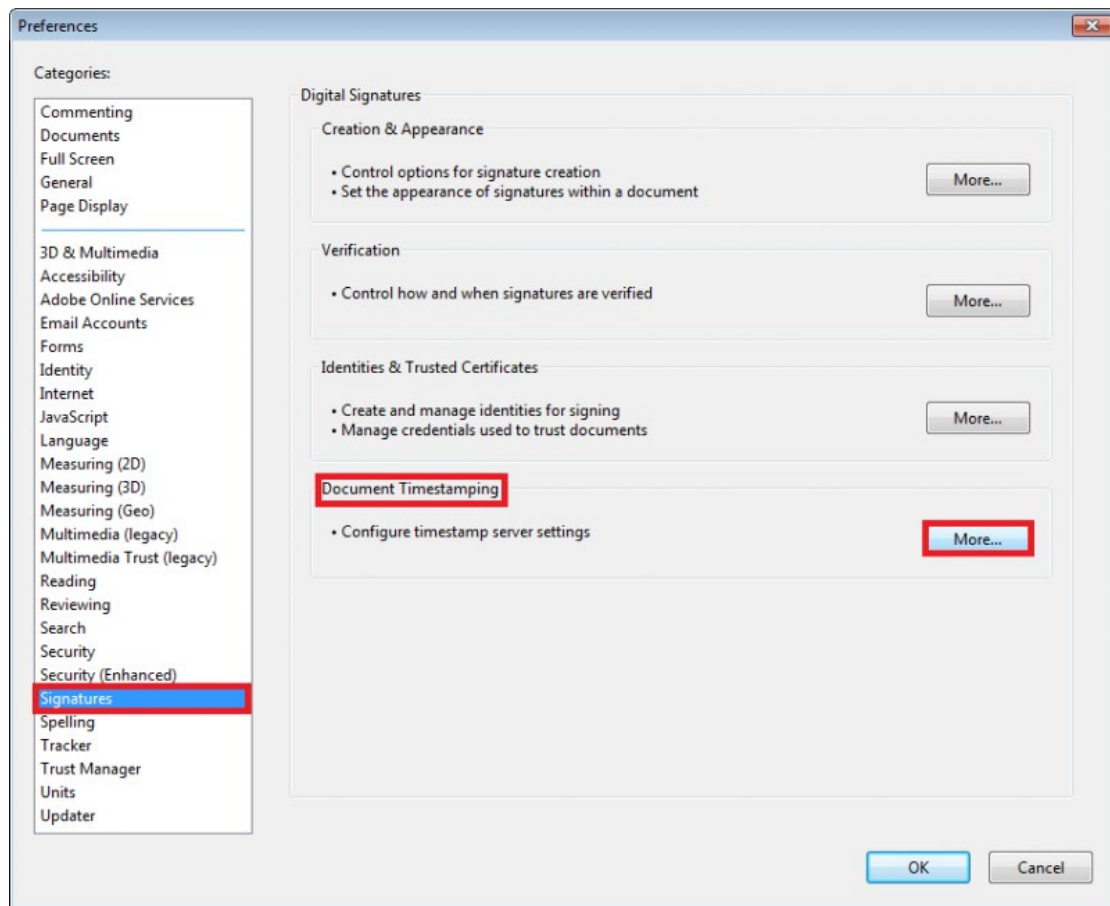 Preferences
Categories:
Commenting
Documents
Full Screen
General
Page Display
3D & Multimedia
Accessibility
Adobe Online Services
Email Accounts
Forms
Identity
Internet
JavaScript
Language
Measuring (2D)
Measuring (3D)
Measuring (Geo)
Multimedia (legacy)
Multimedia Trust (legacy)
Reading
Reviewing
Search
Security
Security (Enhanced)
Signatures
Spelling
Tracker
Trust Manager
Units
Updater
Digital Signatures
Creation & Appearance
• Control options for signature creation
• Set the appearance of signatures within a document
More...
Verification
• Control how and when signatures are verified
More...
Identities & Trusted Certificates
• Create and manage identities for signing
• Manage credentials used to trust documents
More...
Document Timestamping
• Configure timestamp server settings
More...
OK
Cancel